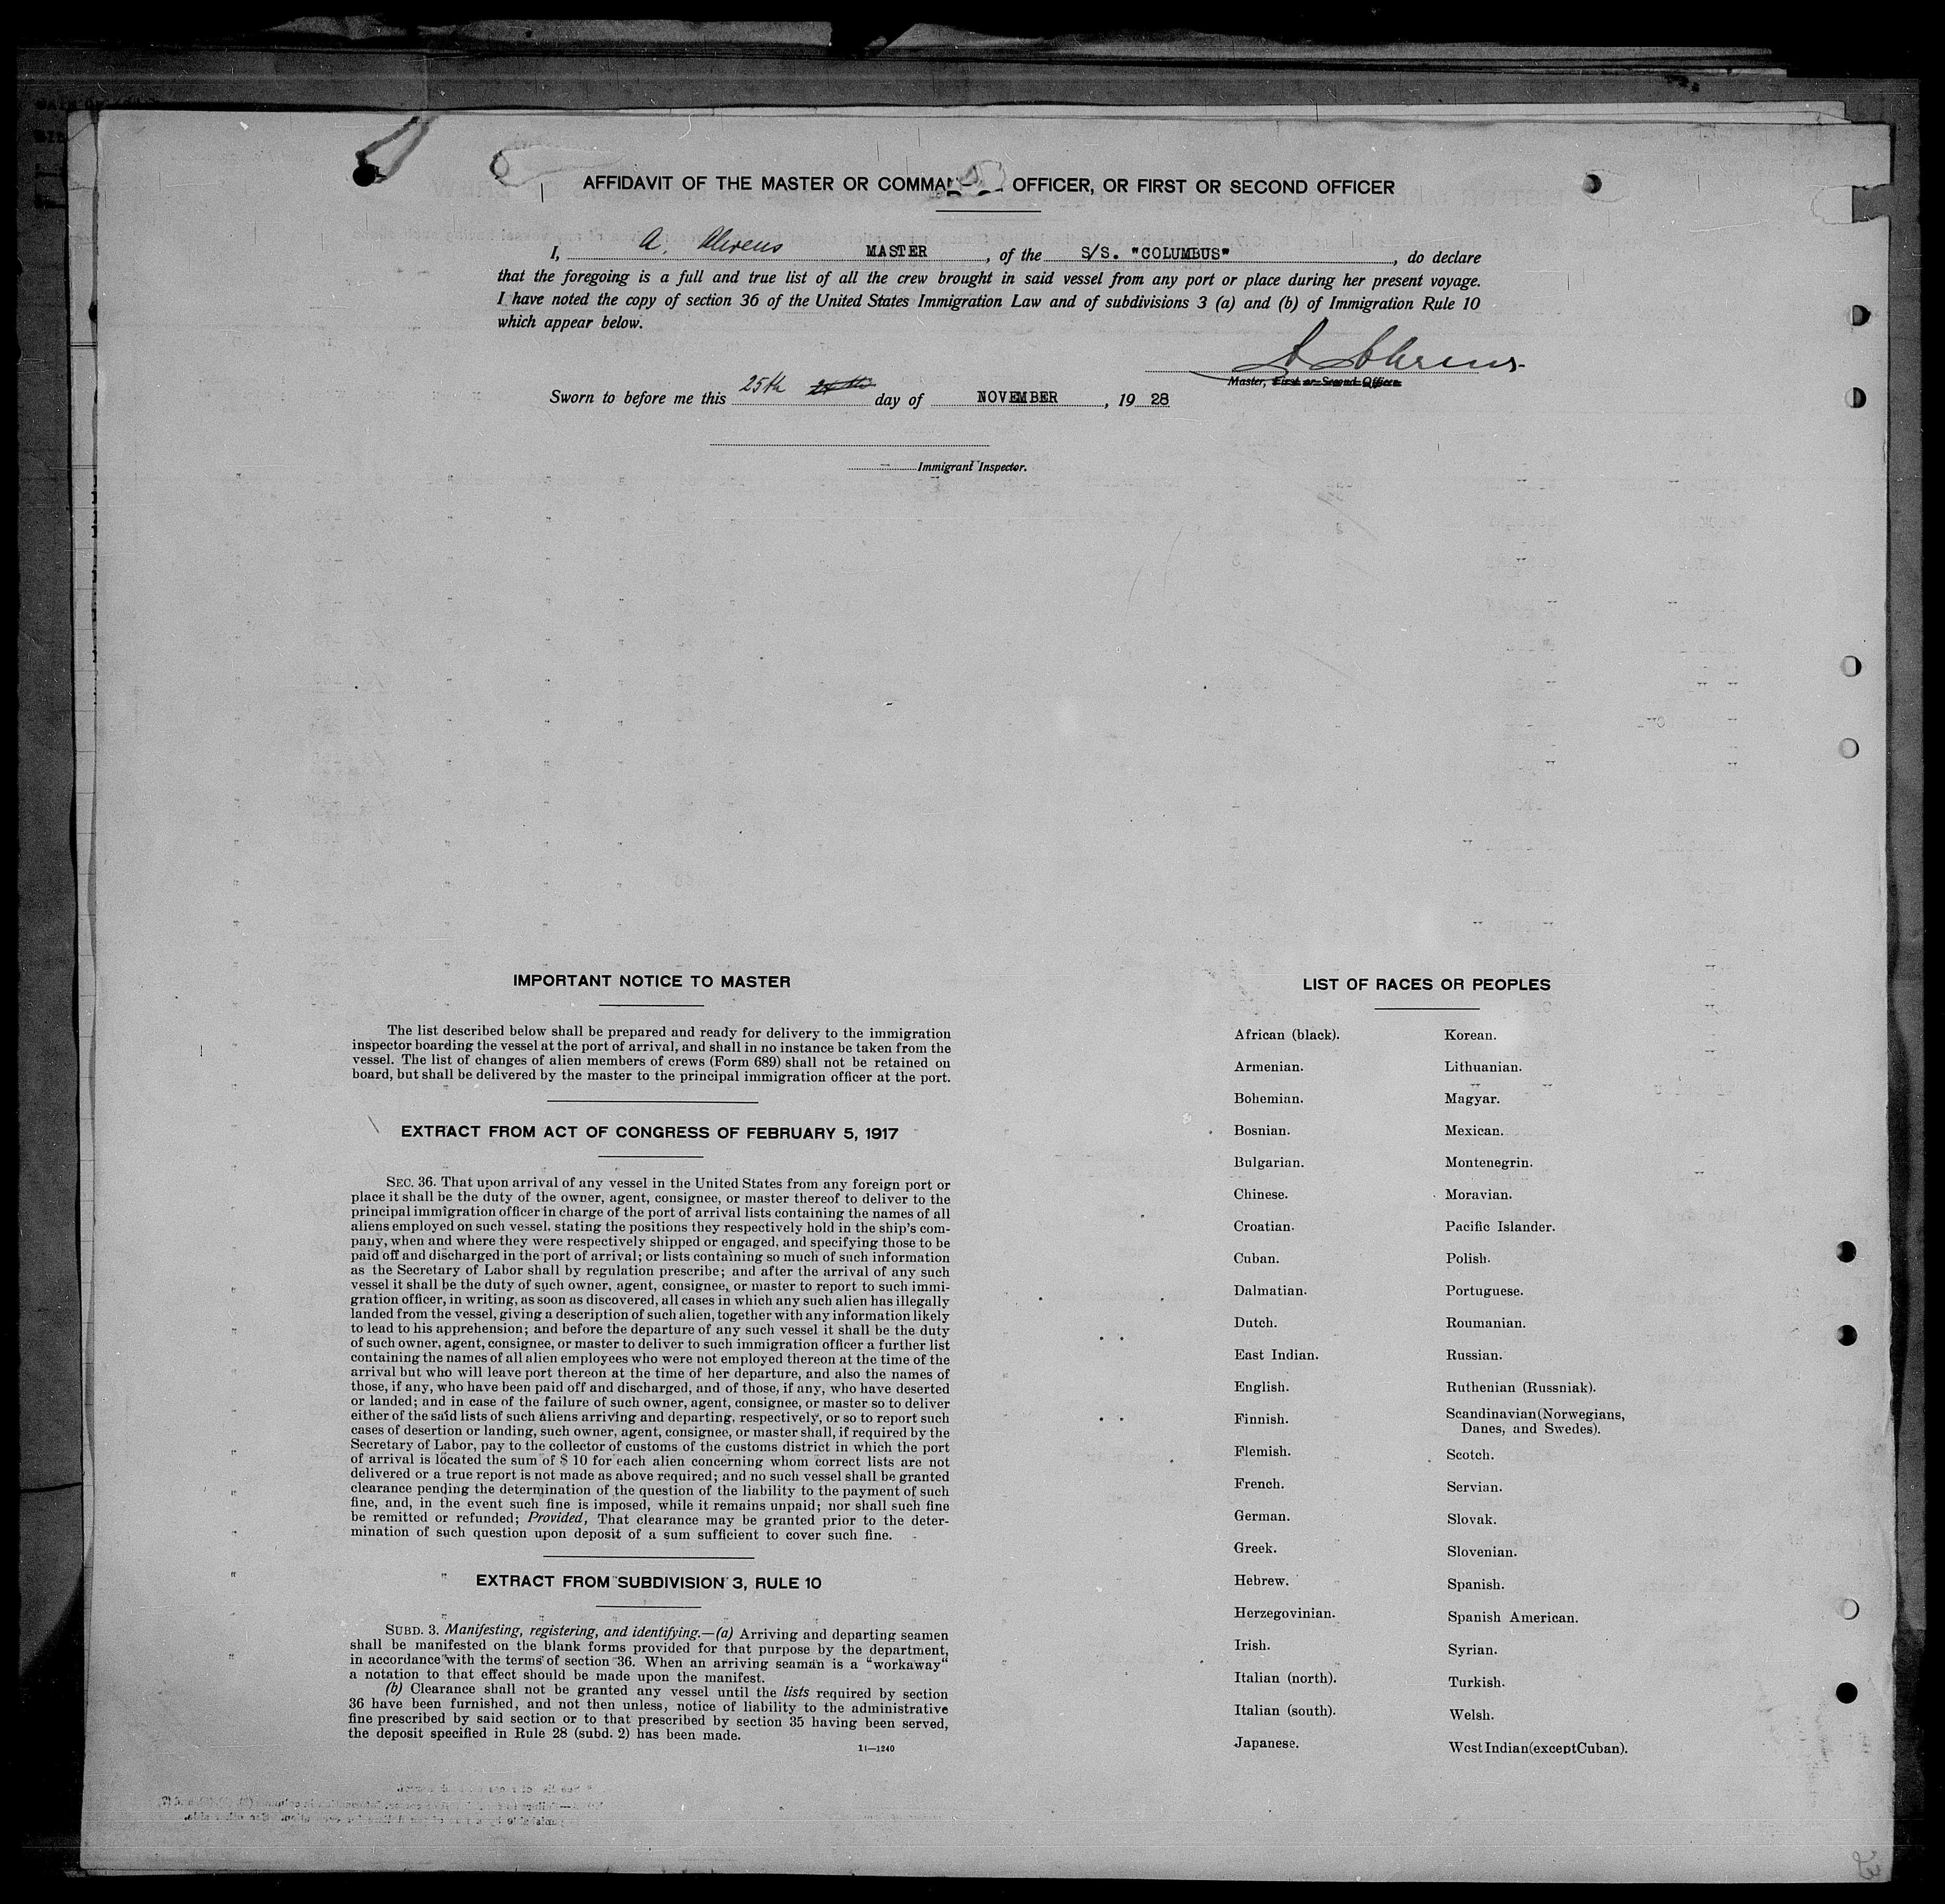 AFFIDAVIT OF THE MASTER OR COMMA OFFICER, OR FIRST OR SECOND OFFICER
I, A. Ahrens MASTER, of the S/S. "COLUMBUS", do declare
that the foregoing is a full and true list of all the crew brought in said vessel from any port or place during her present voyage.
I have noted the copy of section 36 of the United States Immigration Law and of subdivisions 3 (a) and (b) of Immigration Rule 10
which appear below.
A Ahrens
Master, First or Second Officer.
Sworn to before me this 25th 24th day of NOVEMBER, 19 28
Immigrant Inspector.
IMPORTANT NOTICE TO MASTER
The list described below shall be prepared and ready for delivery to the immigration
inspector boarding the vessel at the port of arrival, and shall in no instance be taken from the
vessel. The list of changes of alien members of crews (Form 689) shall not be retained on
board, but shall be delivered by the master to the principal immigration officer at the port.
EXTRACT FROM ACT OF CONGRESS OF FEBRUARY 5, 1917
SEC. 36. That upon arrival of any vessel in the United States from any foreign port or
place it shall be the duty of the owner, agent, consignee, or master thereof to deliver to the
principal immigration officer in charge of the port of arrival lists containing the names of all
aliens employed on such vessel, stating the positions they respectively hold in the ship's com-
pany, when and where they were respectively shipped or engaged, and specifying those to be
paid off and discharged in the port of arrival; or lists containing so much of such information
as the Secretary of Labor shall by regulation prescribe; and after the arrival of any such
vessel it shall be the duty of such owner, agent, consignee, or master to report to such immi-
gration officer, in writing, as soon as discovered, all cases in which any such alien has illegally
landed from the vessel, giving a description of such alien, together with any information likely
to lead to his apprehension; and before the departure of any such vessel it shall be the duty
of such owner, agent, consignee, or master to deliver to such immigration officer a further list
containing the names of all alien employees who were not employed thereon at the time of the
arrival but who will leave port thereon at the time of her departure, and also the names of
those, if any, who have been paid off and discharged, and of those, if any, who have deserted
or landed; and in case of the failure of such owner, agent, consignee, or master so to deliver
either of the said lists of such aliens arriving and departing, respectively, or so to report such
cases of desertion or landing, such owner, agent, consignee, or master shall, if required by the
Secretary of Labor, pay to the collector of customs of the customs district in which the port
of arrival is located the sum of $ 10 for each alien concerning whom correct lists are not
delivered or a true report is not made as above required; and no such vessel shall be granted
clearance pending the determination of the question of the liability to the payment of such
fine, and, in the event such fine is imposed, while it remains unpaid; nor shall such fine
be remitted or refunded; Provided, That clearance may be granted prior to the deter-
mination of such question upon deposit of a sum sufficient to cover such fine.
EXTRACT FROM SUBDIVISION 3, RULE 10
SUBD. 3. Manifesting, registering, and identifying.—(a) Arriving and departing seamen
shall be manifested on the blank forms provided for that purpose by the department,
in accordance with the terms of section 36. When an arriving seaman is a "workaway"
a notation to that effect should be made upon the manifest.
(b) Clearance shall not be granted any vessel until the lists required by section
36 have been furnished, and not then unless, notice of liability to the administrative
fine prescribed by said section or to that prescribed by section 35 having been served,
the deposit specified in Rule 28 (subd. 2) has been made.
11—1240
LIST OF RACES OR PEOPLES
African (black).
Armenian.
Bohemian.
Bosnian.
Bulgarian.
Chinese.
Croatian.
Cuban.
Dalmatian.
Dutch.
East Indian.
English.
Finnish.
Flemish.
French.
German.
Greek.
Hebrew.
Herzegovinian.
Irish.
Italian (north).
Italian (south).
Japanese.
Korean.
Lithuanian.
Magyar.
Mexican.
Montenegrin.
Moravian.
Pacific Islander.
Polish.
Portuguese.
Roumanian.
Russian.
Ruthenian (Russniak).
Scandinavian (Norwegians,
Danes, and Swedes).
Scotch.
Servian.
Slovak.
Slovenian.
Spanish.
Spanish American.
Syrian.
Turkish.
Welsh.
West Indian (except Cuban).